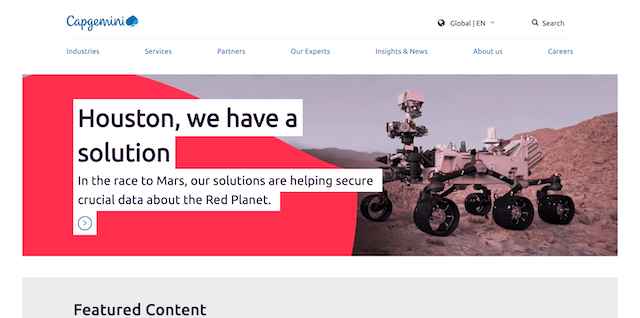 Capgemini
Global | EN
Search
Industries Services Partners Our Experts Insights & News About us Careers
Houston, we have a
solution
In the race to Mars, our solutions are helping secure
crucial data about the Red Planet.
Featured Content